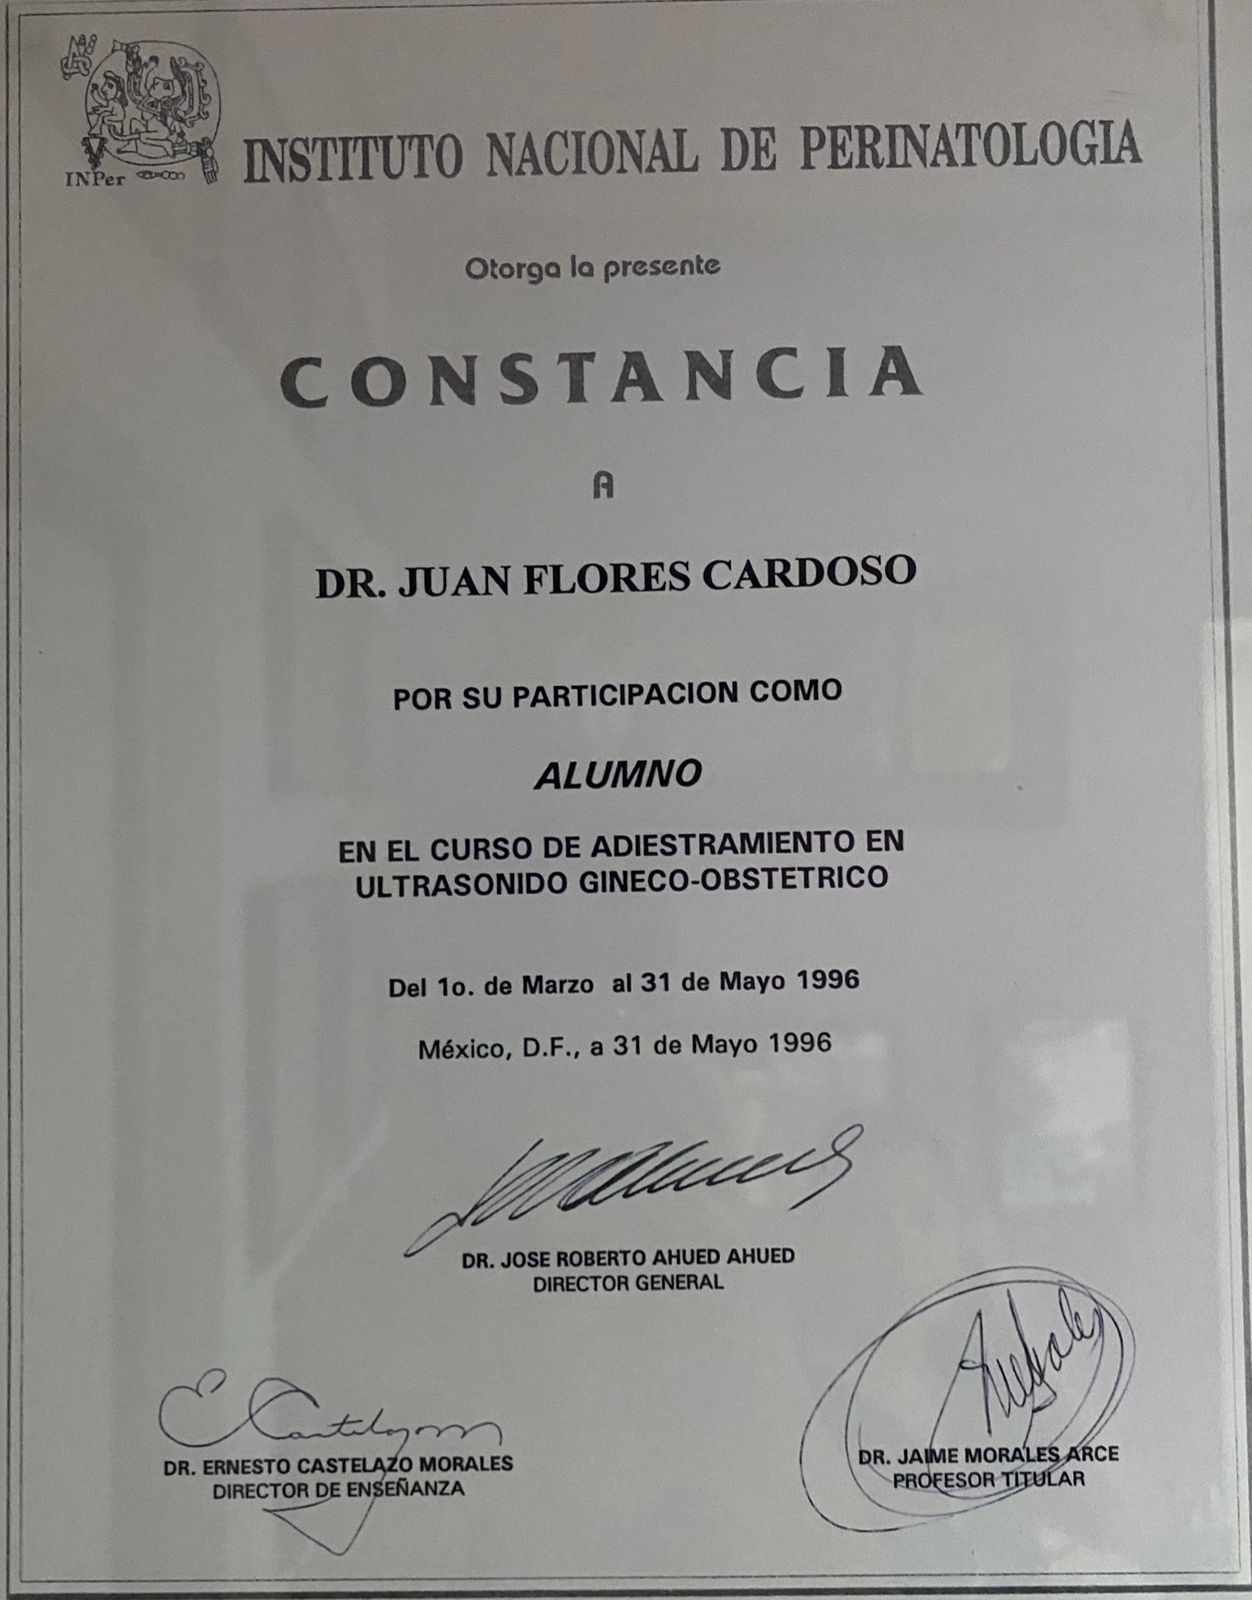 INPer
INSTITUTO NACIONAL DE PERINATOLOGIA
Otorga la presente
CONSTANCIA
A
DR. JUAN FLORES CARDOSO
POR SU PARTICIPACION COMO
ALUMNO
EN EL CURSO DE ADIESTRAMIENTO EN
ULTRASONIDO GINECO-OBSTETRICO
Del 1o. de Marzo al 31 de Mayo 1996
México, D.F., a 31 de Mayo 1996
DR. JOSE ROBERTO AHUED AHUED
DIRECTOR GENERAL
DR. ERNESTO CASTELAZO MORALES
DIRECTOR DE ENSEÑANZA
DR. JAIME MORALES ARCE
PROFESOR TITULAR